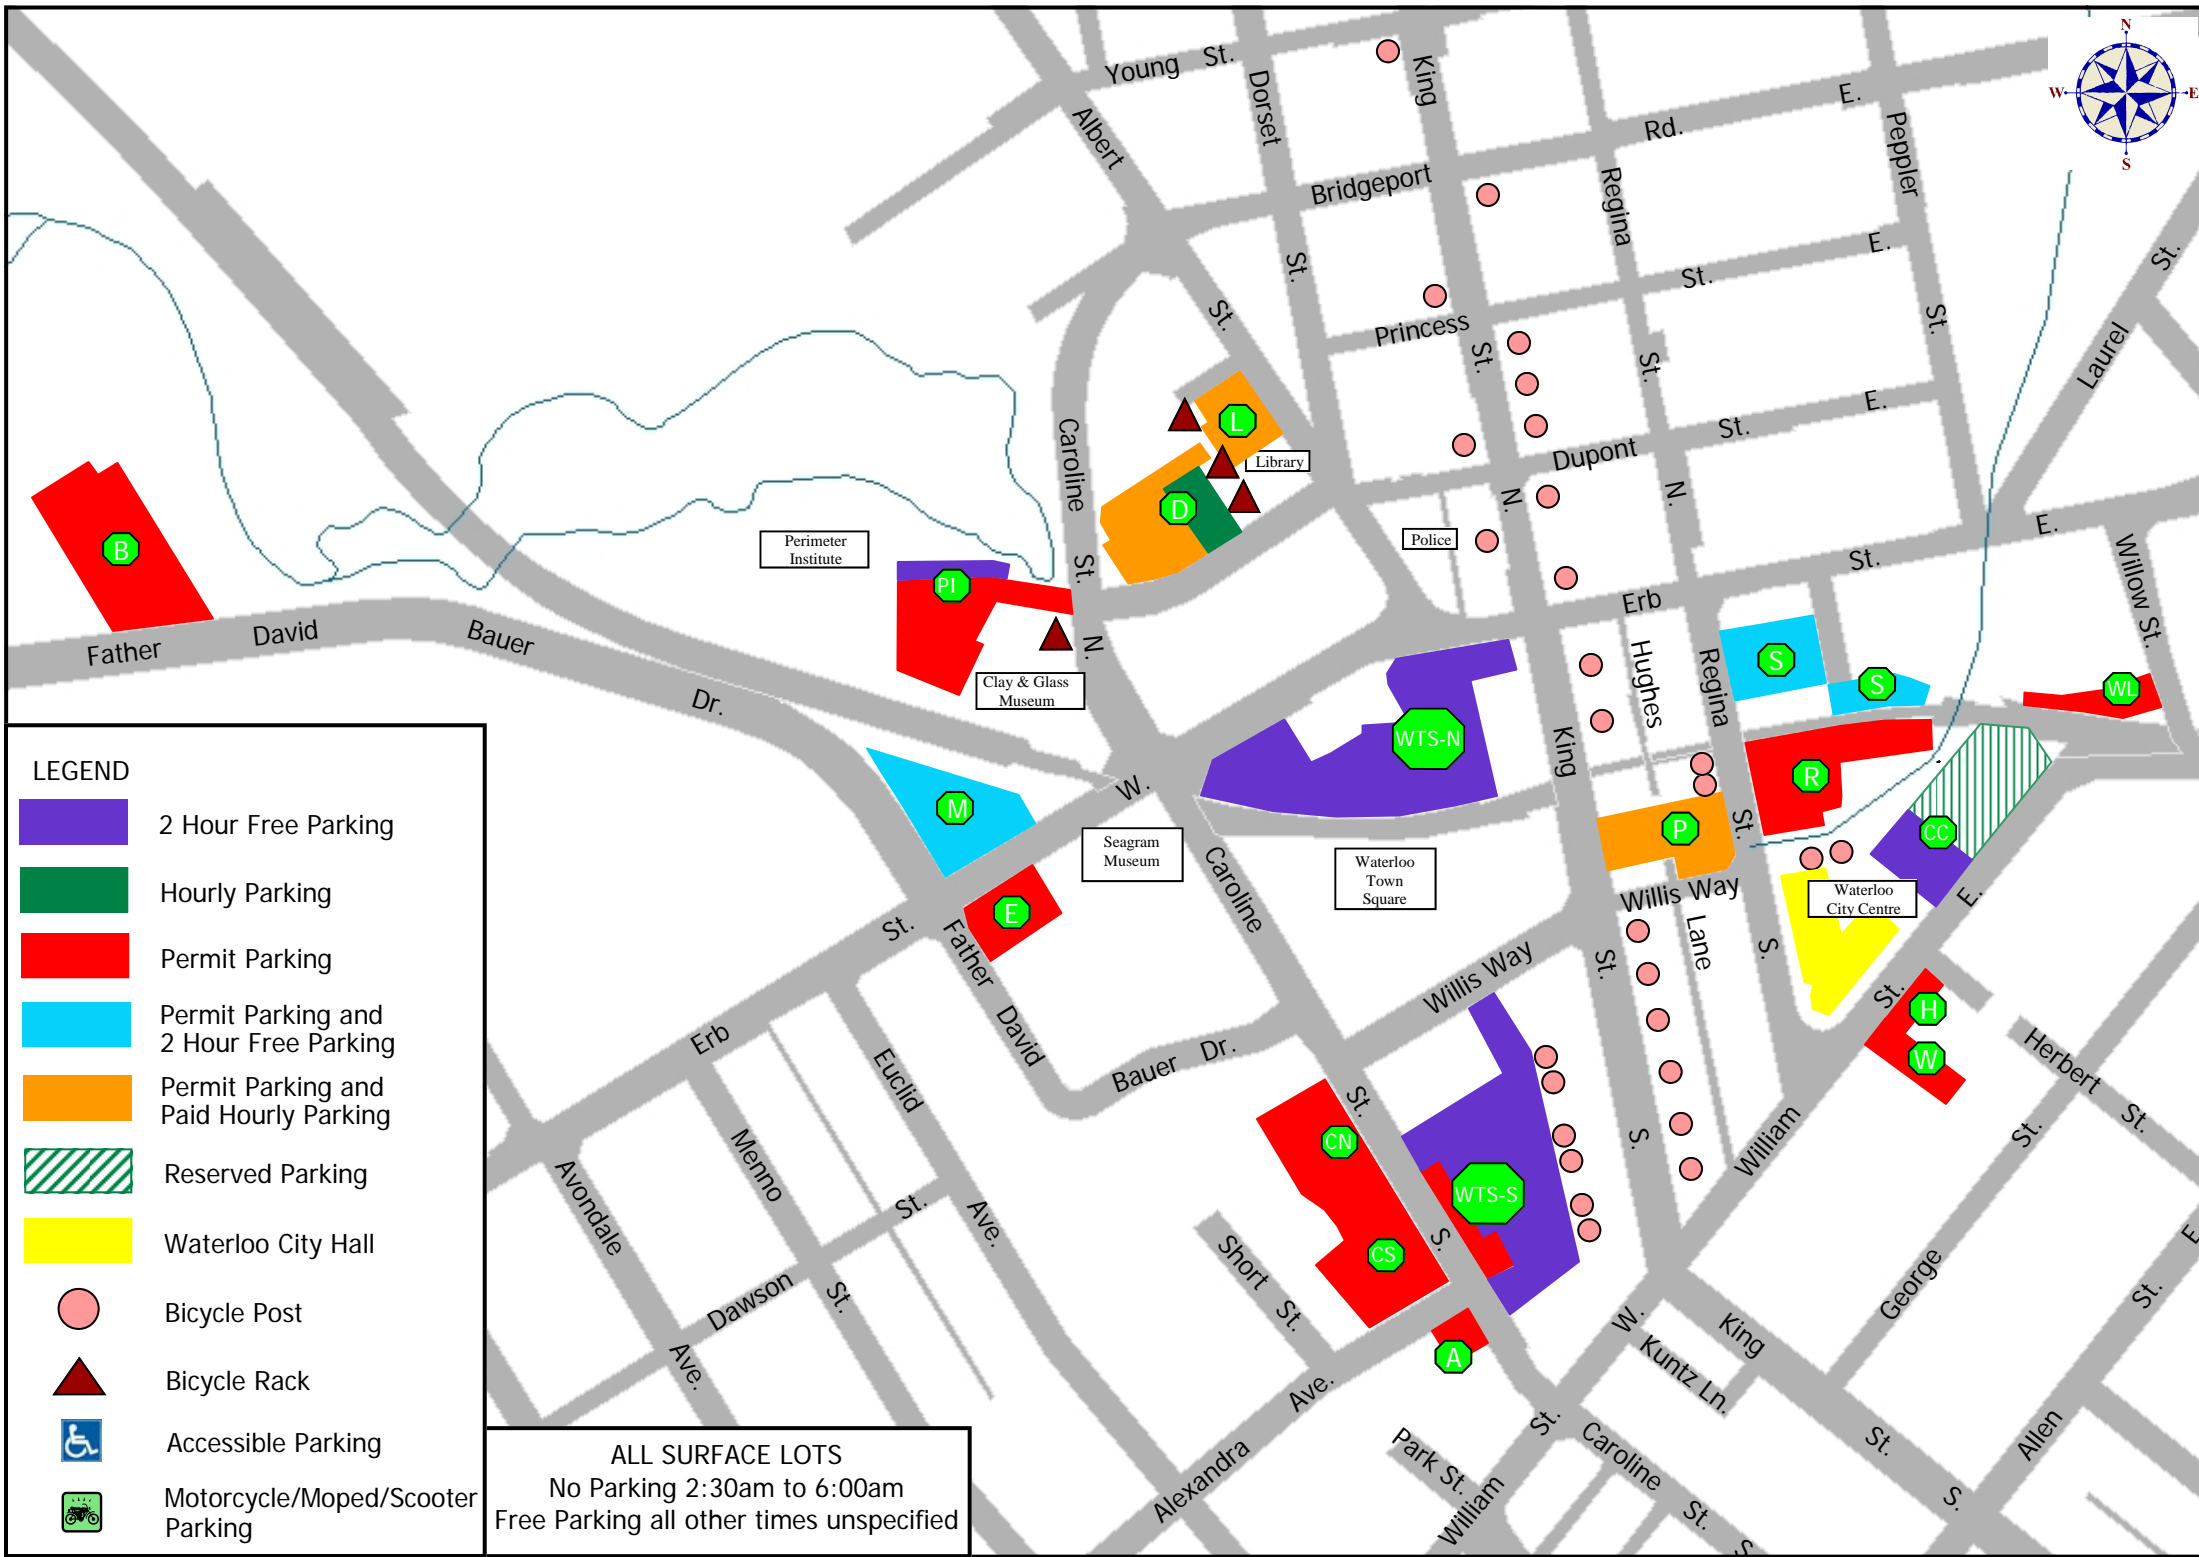 N
W
E
S
Young St.
Albert
St.
Dorset
St.
King
St.
N.
Bridgeport
Rd.
E.
Regina
St.
N.
Peppler
St.
Princess
St.
E.
Laurel
St.
Dupont
St.
E.
Caroline
St.
N.
L
Library
D
B
Perimeter
Institute
PI
Police
Erb
St.
E.
Willow St.
Father
David
Bauer
Dr.
Clay & Glass
Museum
Hughes
Lane
Regina
St.
S.
S
S
WL
WTS-N
King
St.
S.
M
W.
R
P
CC
Seagram
Museum
Waterloo
Town
Square
Willis Way
Waterloo
City Centre
E.
E
St.
Erb
Father
David
Bauer
Dr.
Caroline
St.
S.
Willis Way
St.
H
W
William
Herbert
St.
Euclid
Ave.
Menno
St.
Avondale
Ave.
Dawson
St.
CN
CS
WTS-S
A
Short
St.
Alexandra
Ave.
Park St.
William
St.
W.
Kuntz Ln.
King
St.
S.
George
St.
Allen
St.
E.
Caroline
St.
S.
LEGEND
2 Hour Free Parking
Hourly Parking
Permit Parking
Permit Parking and
2 Hour Free Parking
Permit Parking and
Paid Hourly Parking
Reserved Parking
Waterloo City Hall
Bicycle Post
Bicycle Rack
Accessible Parking
Motorcycle/Moped/Scooter
Parking
ALL SURFACE LOTS
No Parking 2:30am to 6:00am
Free Parking all other times unspecified